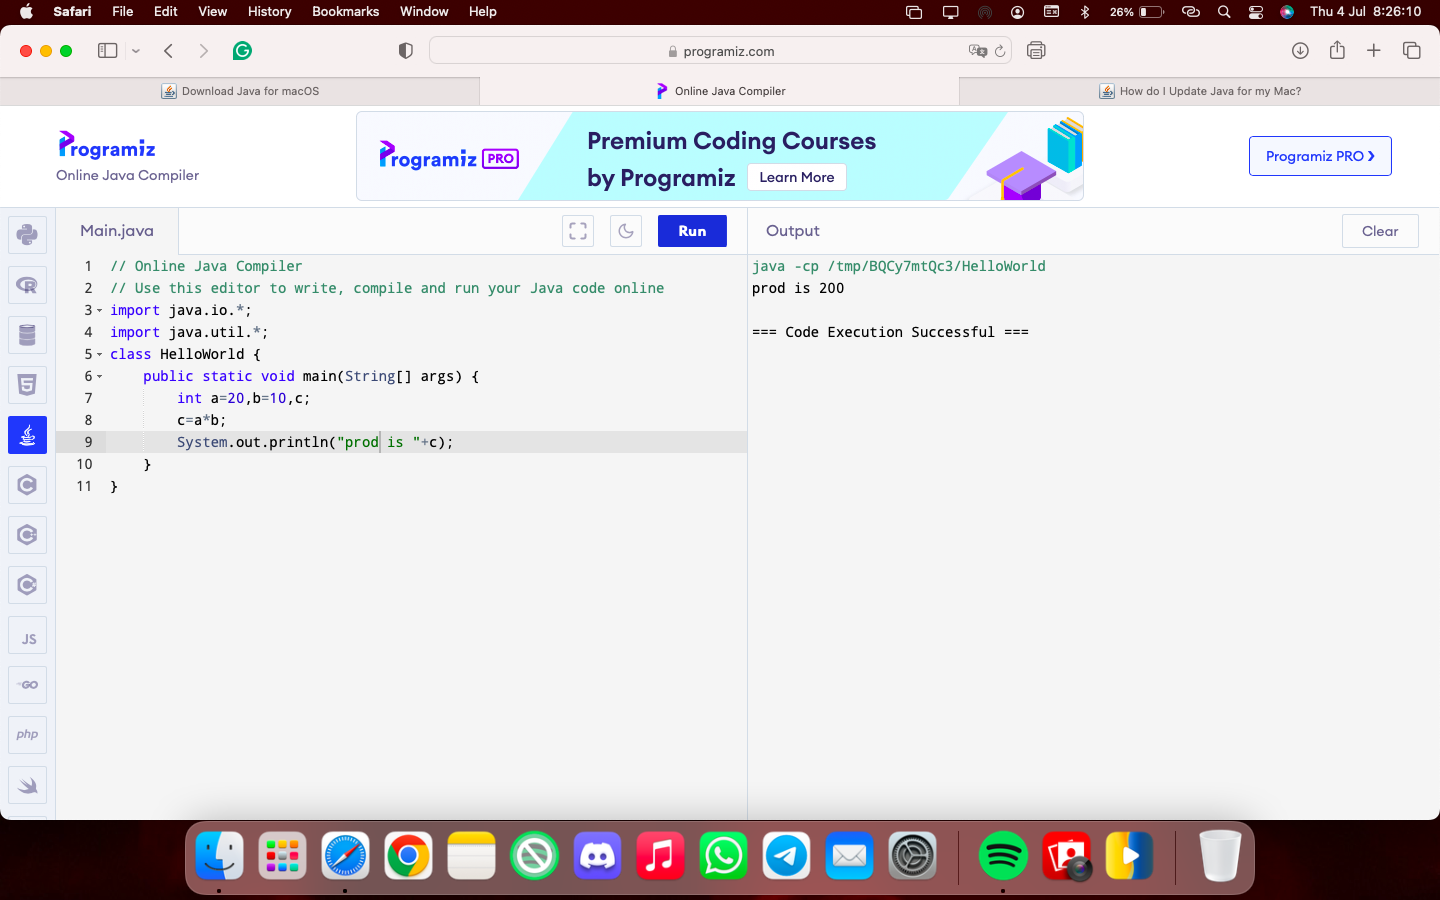 Safari File Edit View History Bookmarks Window Help 26% Thu 4 Jul 8:26:10
programiz.com
Download Java for macOS Online Java Compiler How do I Update Java for my Mac?
Programiz
Online Java Compiler
Programiz PRO
Premium Coding Courses
by Programiz Learn More
Programiz PRO ❯
Main.java Run Output Clear
1 // Online Java Compiler
2 // Use this editor to write, compile and run your Java code online
3 import java.io.*;
4 import java.util.*;
5 class HelloWorld {
6 public static void main(String[] args) {
7 int a=20,b=10,c;
8 c=a*b;
9 System.out.println("prod is "+c);
10 }
11 }
java -cp /tmp/BQCy7mtQc3/HelloWorld
prod is 200
=== Code Execution Successful ===
JS
GO
php